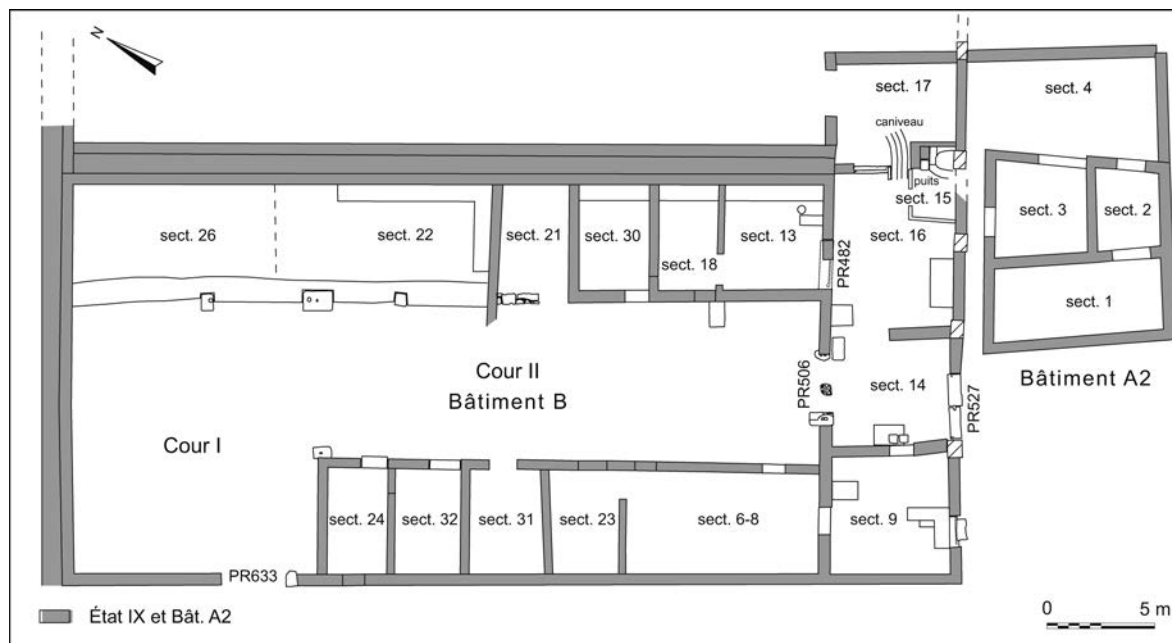 N
sect. 17
sect. 4
caniveau
puits
sect. 15
sect. 3
sect. 2
sect. 26
sect. 22
sect. 21
sect. 30
sect. 18
sect. 13
sect. 16
PR482
sect. 1
Cour II
Bâtiment B
PR506
sect. 14
PR527
Bâtiment A2
Cour I
sect. 24
sect. 32
sect. 31
sect. 23
sect. 6-8
sect. 9
PR633
État IX et Bât. A2
0 5 m